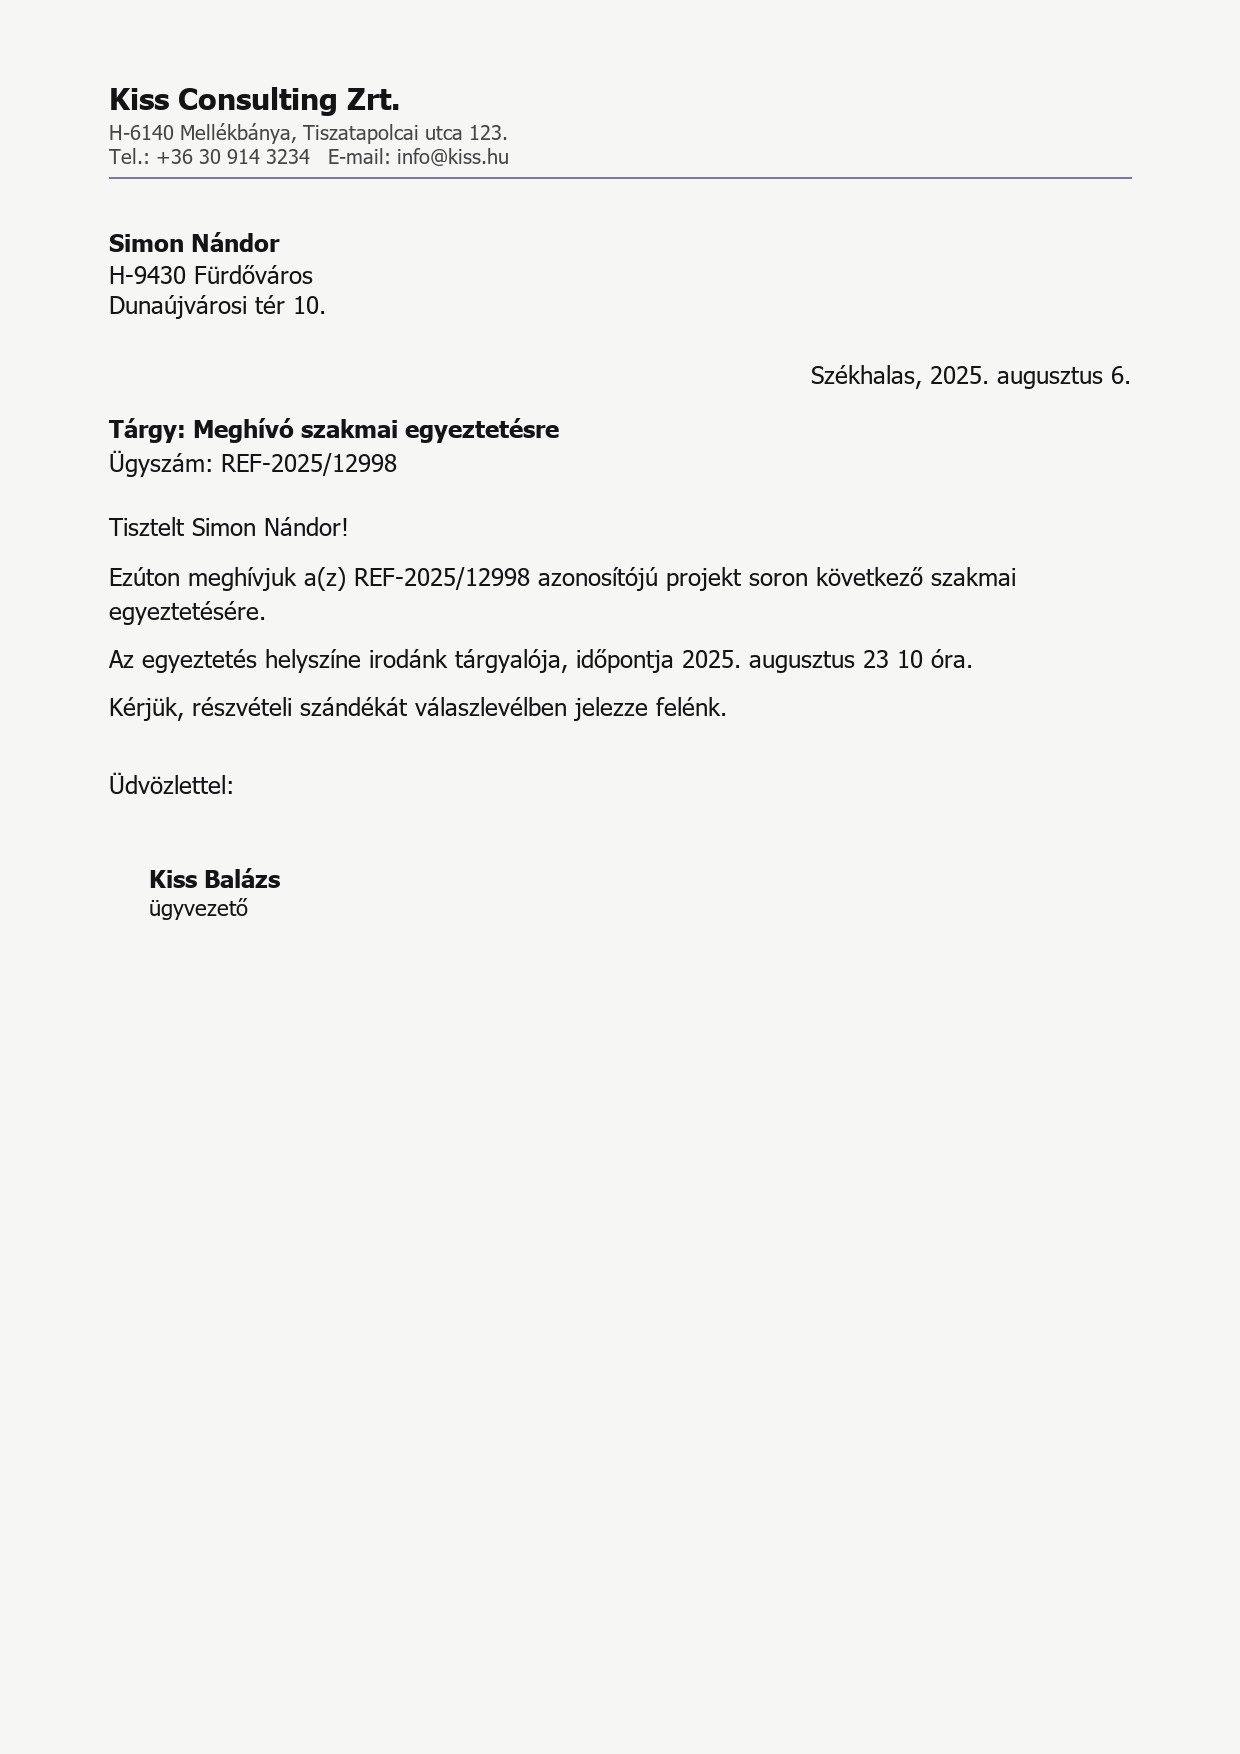 Kiss Consulting Zrt.
H-6140 Mellékbánya, Tiszatapolcai utca 123.
Tel.: +36 30 914 3234   E-mail: info@kiss.hu
Simon Nándor
H-9430 Fürdőváros
Dunaújvárosi tér 10.
Székhalas, 2025. augusztus 6.
Tárgy: Meghívó szakmai egyeztetésre
Ügyszám: REF-2025/12998
Tisztelt Simon Nándor!
Ezúton meghívjuk a(z) REF-2025/12998 azonosítójú projekt soron következő szakmai
egyeztetésére.
Az egyeztetés helyszíne irodánk tárgyalója, időpontja 2025. augusztus 23 10 óra.
Kérjük, részvételi szándékát válaszlevélben jelezze felénk.
Üdvözlettel:
Kiss Balázs
ügyvezető